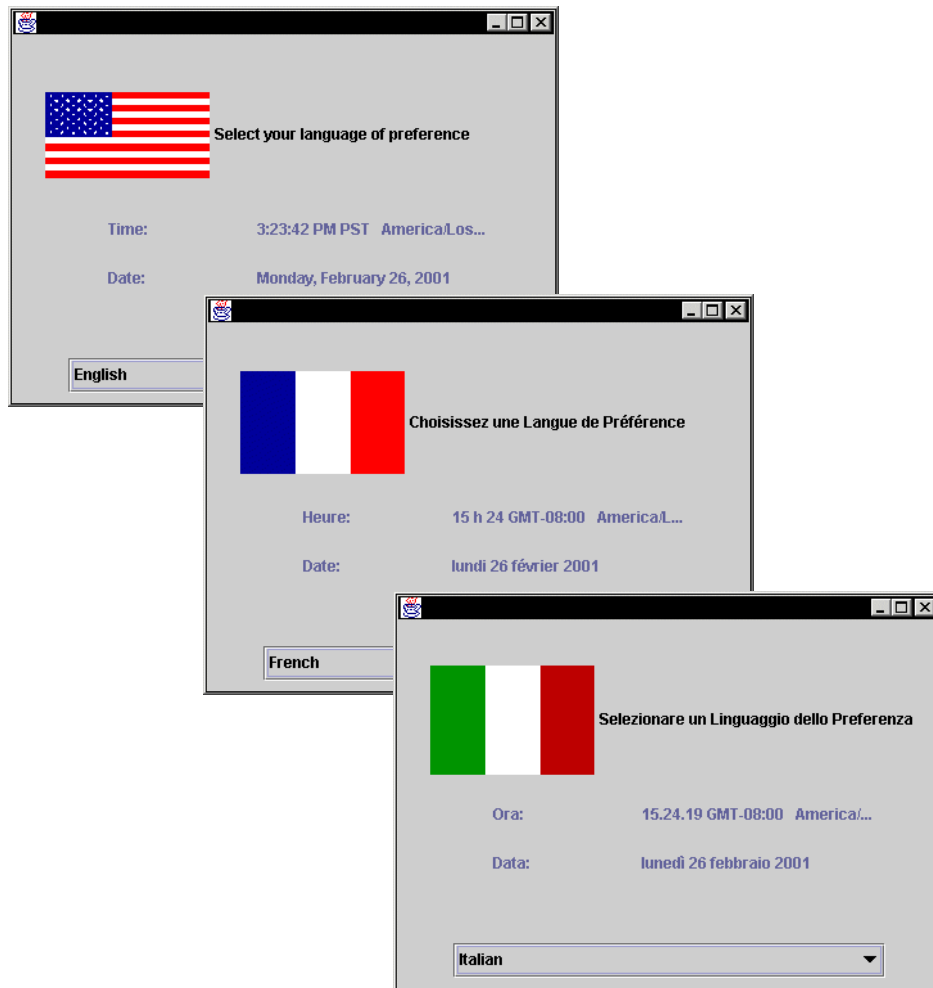 Select your language of preference
Time: 3:23:42 PM PST America/Los...
Date: Monday, February 26, 2001
English
Choisissez une Langue de Préférence
Heure: 15 h 24 GMT-08:00 America/L...
Date: lundi 26 février 2001
French
Selezionare un Linguaggio dello Preferenza
Ora: 15.24.19 GMT-08:00 America/...
Data: lunedì 26 febbraio 2001
Italian